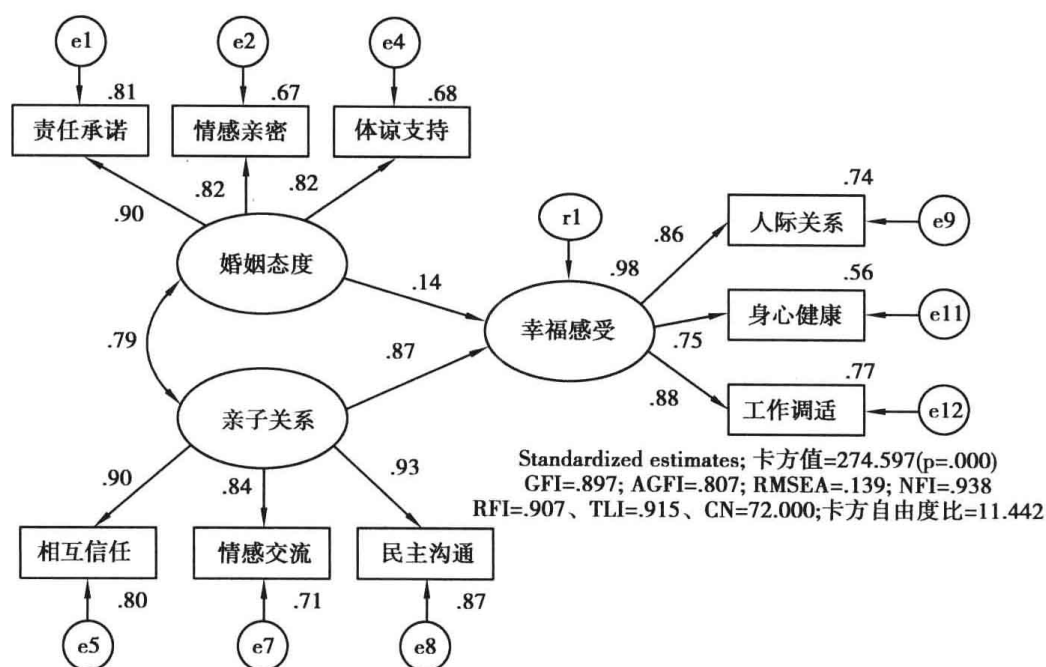 e1
e2
e4
.81
.67
.68
责任承诺
情感亲密
体谅支持
.90
.82
.82
婚姻态度
r1
.74
人际关系
e9
.86
.98
.14
幸福感受
.56
身心健康
e11
.75
.79
.87
.77
工作调适
e12
.88
亲子关系
.90
.84
.93
Standardized estimates; 卡方值=274.597(p=.000)
GFI=.897; AGFI=.807; RMSEA=.139; NFI=.938
RFI=.907、TLI=.915、CN=72.000;卡方自由度比=11.442
相互信任
情感交流
民主沟通
.80
.71
.87
e5
e7
e8